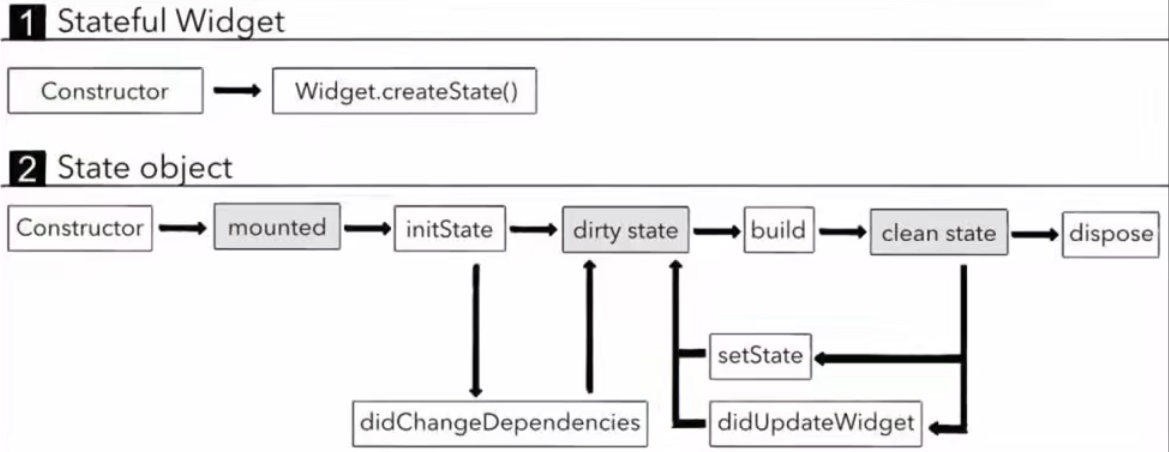 1 Stateful Widget
Constructor
Widget.createState()
2 State object
Constructor
mounted
initState
dirty state
build
clean state
dispose
setState
didChangeDependencies
didUpdateWidget